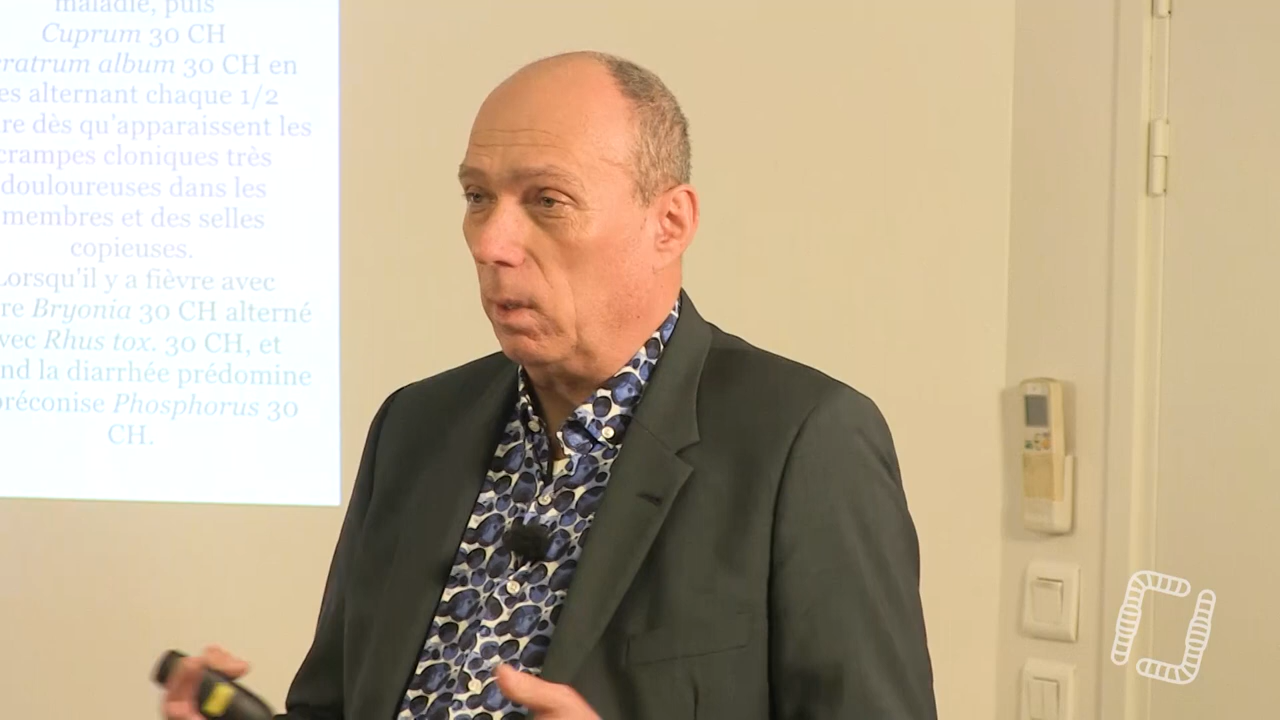 maladie, puis
Cuprum 30 CH
album 30 CH en
alternant chaque 1/2
dès qu'apparaissent les
crampes cloniques très
douloureuses dans les
membres et des selles
copieuses.
Lorsqu'il y a fièvre avec
Bryonia 30 CH alterné
Rhus tox. 30 CH, et
la diarrhée prédomine
préconise Phosphorus 30
CH.